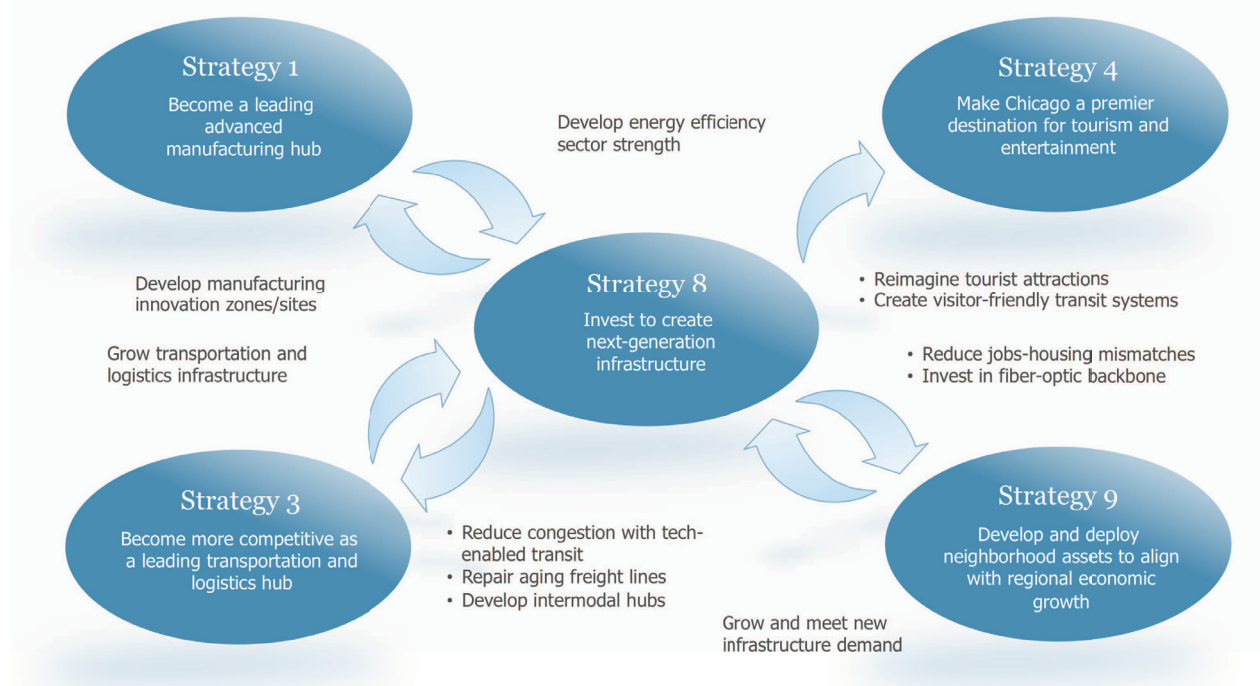 Strategy 1
Become a leading
advanced
manufacturing hub
Develop energy efficiency
sector strength
Strategy 4
Make Chicago a premier
destination for tourism and
entertainment
Develop manufacturing
innovation zones/sites
Strategy 8
Invest to create
next-generation
infrastructure
• Reimagine tourist attractions
• Create visitor-friendly transit systems
Grow transportation and
logistics infrastructure
• Reduce jobs-housing mismatches
• Invest in fiber-optic backbone
Strategy 3
Become more competitive as
a leading transportation and
logistics hub
• Reduce congestion with tech-
enabled transit
• Repair aging freight lines
• Develop intermodal hubs
Strategy 9
Develop and deploy
neighborhood assets to align
with regional economic
growth
Grow and meet new
infrastructure demand